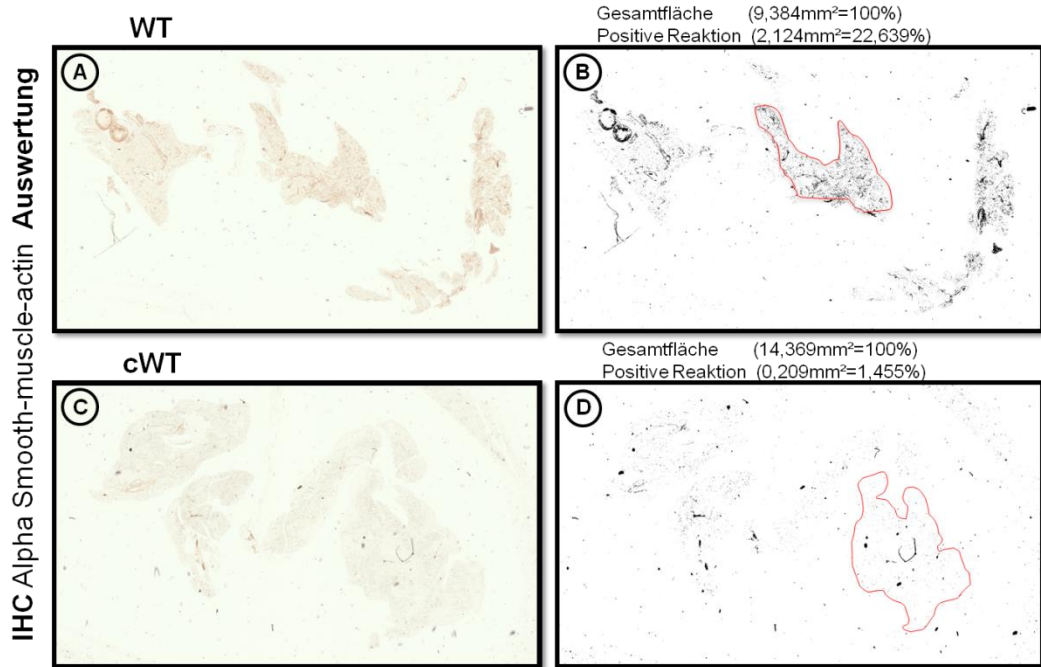 WT
Gesamtfläche (9,384mm²=100%)
Positive Reaktion (2,124mm²=22,639%)
A
B
IHC Alpha Smooth-muscle-actin Auswertung
cWT
Gesamtfläche (14,369mm²=100%)
Positive Reaktion (0,209mm²=1,455%)
C
D